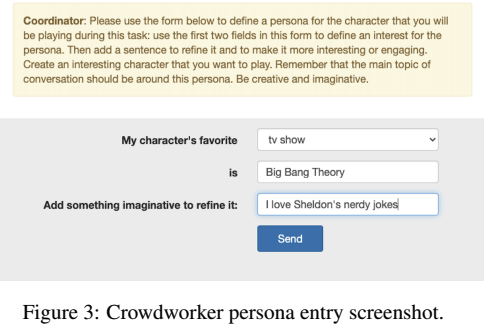 Coordinator: Please use the form below to define a persona for the character that you will
be playing during this task: use the first two fields in this form to define an interest for the
persona. Then add a sentence to refine it and to make it more interesting or engaging.
Create an interesting character that you want to play. Remember that the main topic of
conversation should be around this persona. Be creative and imaginative.
My character's favorite tv show
is Big Bang Theory
Add something imaginative to refine it: I love Sheldon's nerdy jokes
Send
Figure 3: Crowdworker persona entry screenshot.